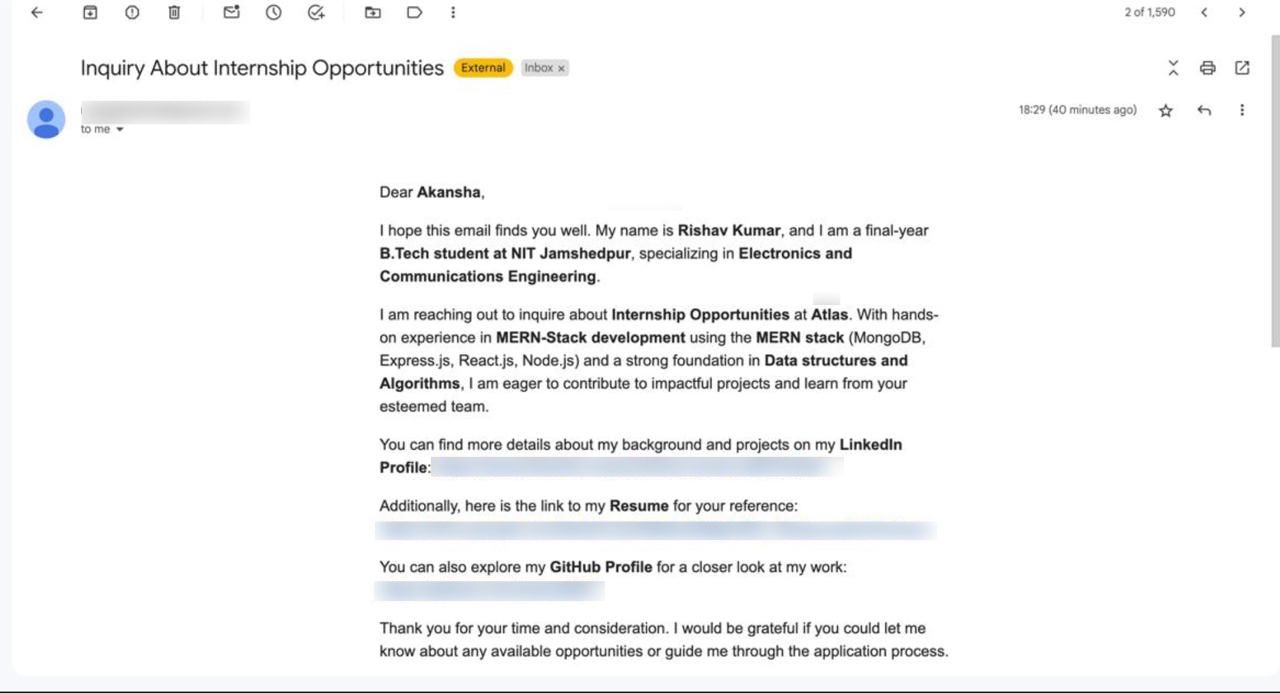 2 of 1,590
Inquiry About Internship Opportunities External Inbox x
18:29 (40 minutes ago)
to me
Dear Akansha,
I hope this email finds you well. My name is Rishav Kumar, and I am a final-year
B.Tech student at NIT Jamshedpur, specializing in Electronics and
Communications Engineering.
I am reaching out to inquire about Internship Opportunities at Atlas. With hands-
on experience in MERN-Stack development using the MERN stack (MongoDB,
Express.js, React.js, Node.js) and a strong foundation in Data structures and
Algorithms, I am eager to contribute to impactful projects and learn from your
esteemed team.
You can find more details about my background and projects on my LinkedIn
Profile:
Additionally, here is the link to my Resume for your reference:
You can also explore my GitHub Profile for a closer look at my work:
Thank you for your time and consideration. I would be grateful if you could let me
know about any available opportunities or guide me through the application process.